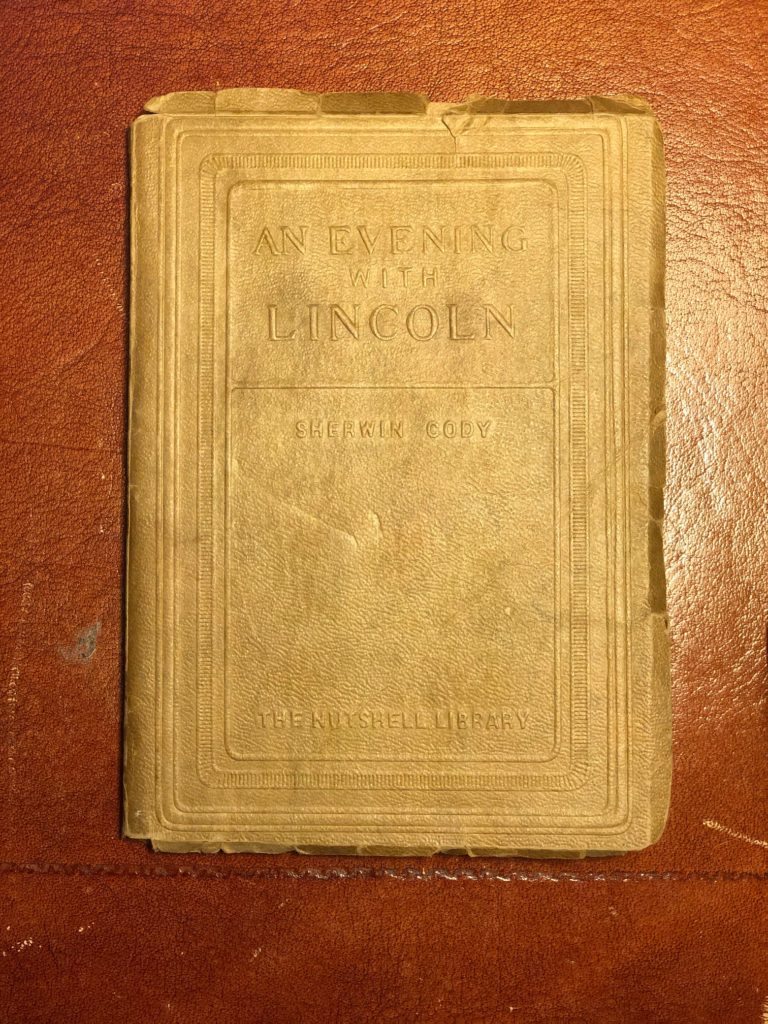 AN EVENING
WITH
LINCOLN
SHERWIN CODY
THE NUTSHELL LIBRARY